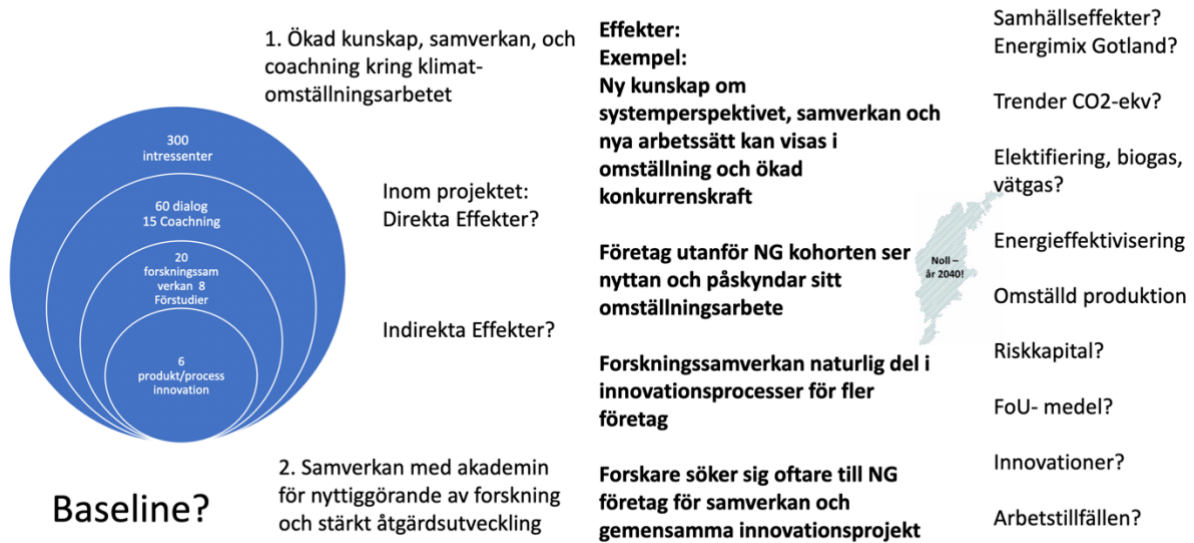 1. Ökad kunskap, samverkan, och
coachning kring klimat-
omställningsarbetet
300
intressenter
60 dialog
15 Coachning
20
forskningssam
verkan 8
Förstudier
6
produkt/process
innovation
Baseline?
Inom projektet:
Direkta Effekter?
Indirekta Effekter?
2. Samverkan med akademin
för nyttiggörande av forskning
och stärkt åtgärdsutveckling
Effekter:
Exempel:
Ny kunskap om
systemperspektivet, samverkan och
nya arbetssätt kan visas i
omställning och ökad
konkurrenskraft
Företag utanför NG kohorten ser
nyttan och påskyndar sitt
omställningsarbete
Forskningssamverkan naturlig del i
innovationsprocesser för fler
företag
Forskare söker sig oftare till NG
företag för samverkan och
gemensamma innovationsprojekt
Noll –
år 2040!
Samhällseffekter?
Energimix Gotland?
Trender CO2-ekv?
Elektifiering, biogas,
vätgas?
Energieffektivisering
Omställd produktion
Riskkapital?
FoU- medel?
Innovationer?
Arbetstillfällen?